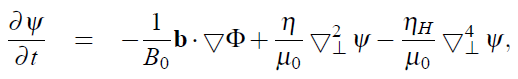 ∂ψ/∂t = −1/B₀ **b**·▽Φ + η/μ₀ ▽²⊥ ψ − η_H/μ₀ ▽⁴⊥ ψ,